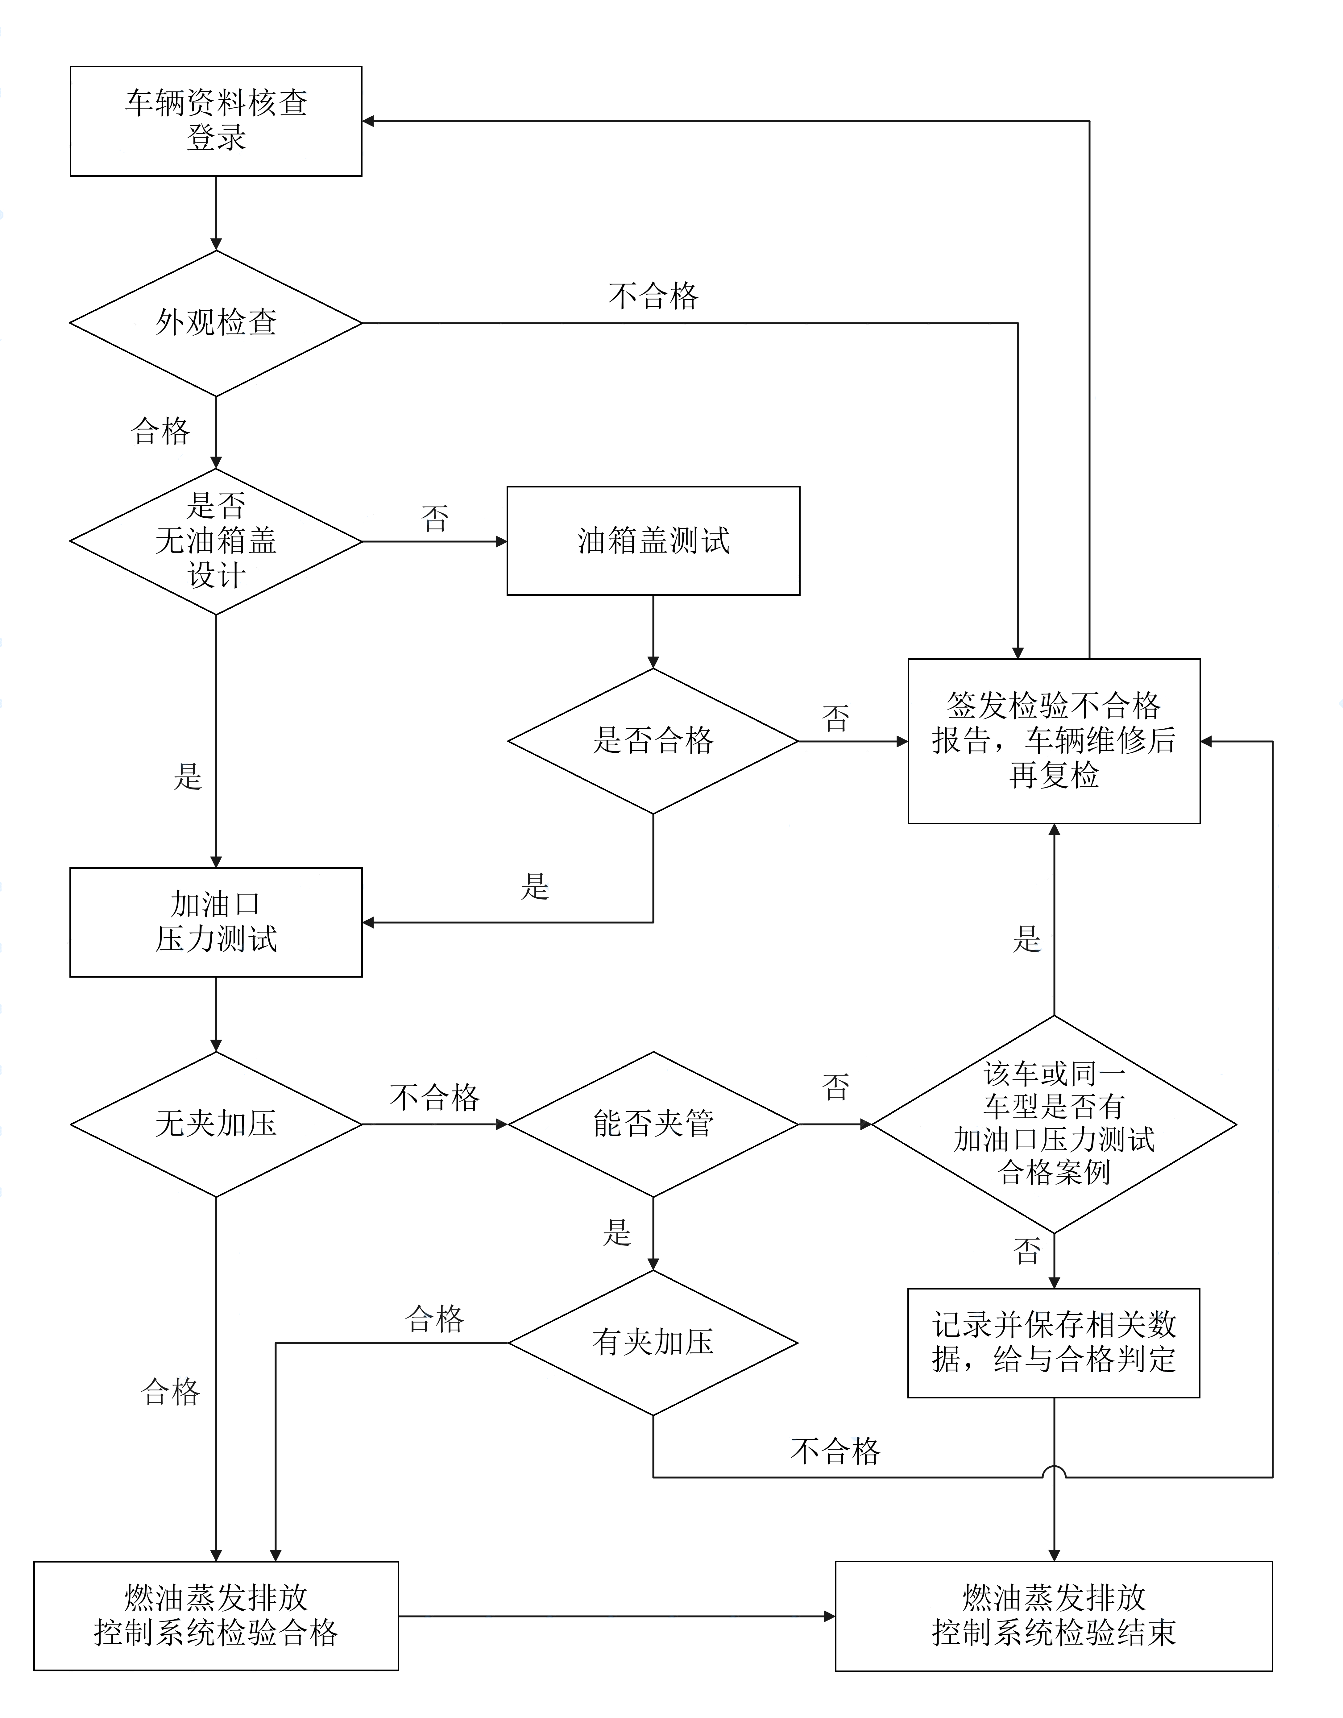 车辆资料核查
登录
外观检查
不合格
合格
是否
无油箱盖
设计
否
油箱盖测试
是否合格
否
签发检验不合格
报告，车辆维修后
再复检
是
加油口
压力测试
是
是
无夹加压
不合格
能否夹管
否
该车或同一
车型是否有
加油口压力测试
合格案例
是
否
有夹加压
合格
记录并保存相关数
据，给与合格判定
合格
不合格
燃油蒸发排放
控制系统检验合格
燃油蒸发排放
控制系统检验结束